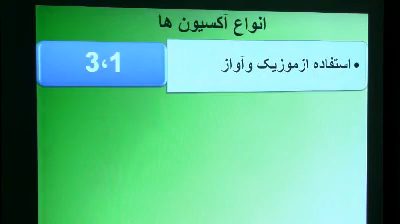 انواع آکسیون ها
• استفاده ازموزیک وآواز
3،1